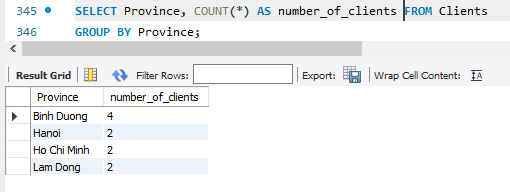 345 SELECT Province, COUNT(*) AS number_of_clients FROM Clients
346 GROUP BY Province;
Result Grid Filter Rows: Export: Wrap Cell Content: IA
Province number_of_clients
Binh Duong 4
Hanoi 2
Ho Chi Minh 2
Lam Dong 2